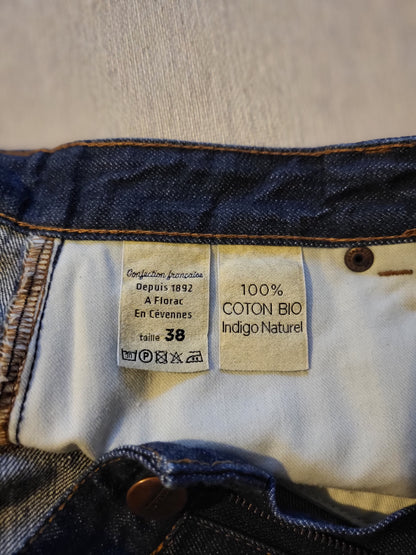 Confection française
Depuis 1892
A Florac
En Cévennes
taille 38
100%
COTON BIO
Indigo Naturel